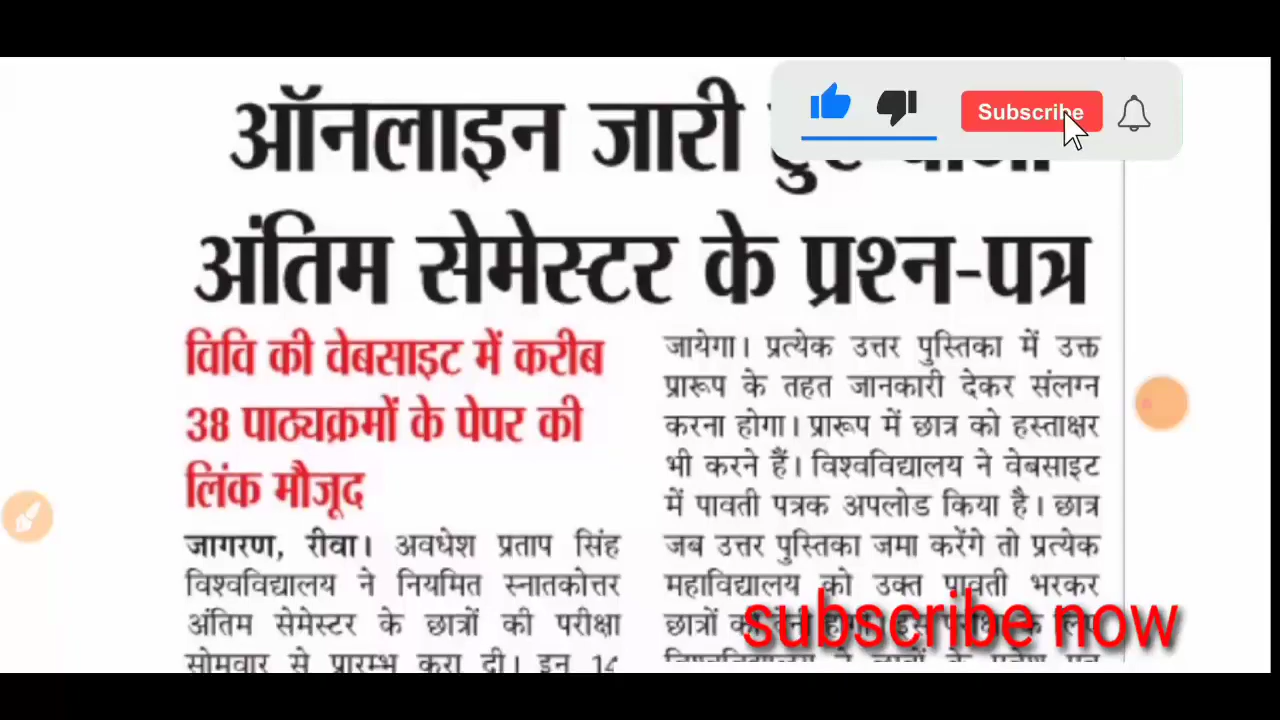 ऑनलाइन जारी
Subscribe
अंतिम सेमेस्टर के प्रश्न-पत्र
विवि की वेबसाइट में करीब
38 पाठ्यक्रमों के पेपर की
लिंक मौजूद
जागरण, रीवा। अवधेश प्रताप सिंह
विश्वविद्यालय ने नियमित स्नातकोत्तर
अंतिम सेमेस्टर के छात्रों की परीक्षा
सोमवार से प्रारम्भ करा दी। इन
जायेगा। प्रत्येक उत्तर पुस्तिका में उक्त
प्रारूप के तहत जानकारी देकर संलग्न
करना होगा। प्रारूप में छात्र को हस्ताक्षर
भी करने हैं। विश्वविद्यालय ने वेबसाइट
में पावती पत्रक अपलोड किया है। छात्र
जब उत्तर पुस्तिका जमा करेंगे तो प्रत्येक
महाविद्यालय को उक्त पावती भरकर
छात्रों
subscribe now